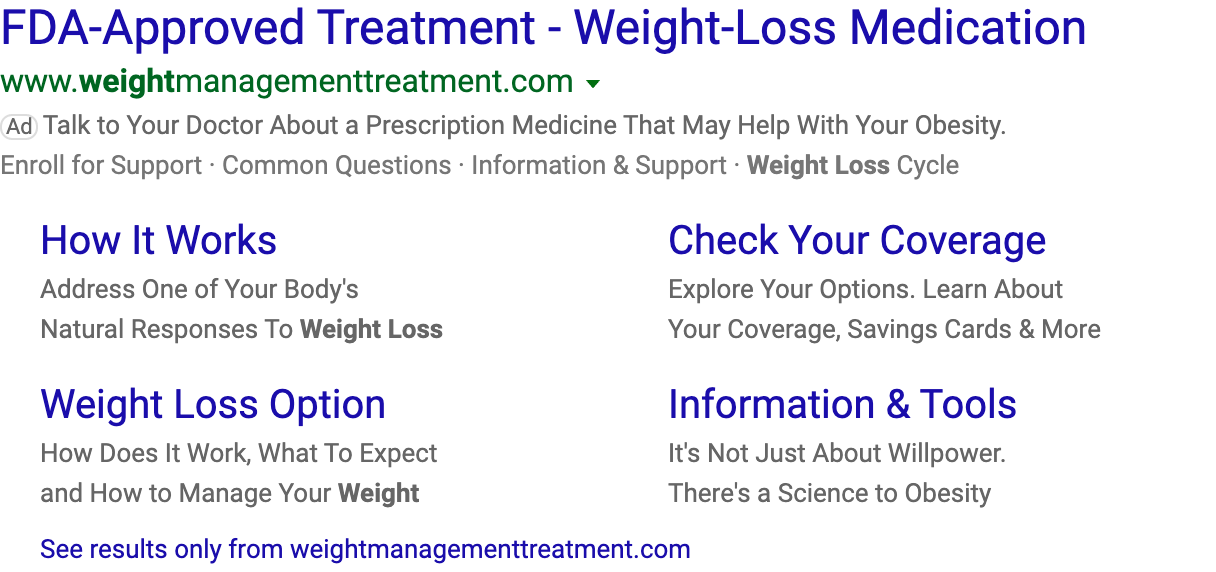 FDA-Approved Treatment - Weight-Loss Medication
www.weightmanagementtreatment.com
Ad Talk to Your Doctor About a Prescription Medicine That May Help With Your Obesity.
Enroll for Support · Common Questions · Information & Support · Weight Loss Cycle
How It Works
Address One of Your Body's
Natural Responses To Weight Loss
Check Your Coverage
Explore Your Options. Learn About
Your Coverage, Savings Cards & More
Weight Loss Option
How Does It Work, What To Expect
and How to Manage Your Weight
Information & Tools
It's Not Just About Willpower.
There's a Science to Obesity
See results only from weightmanagementtreatment.com